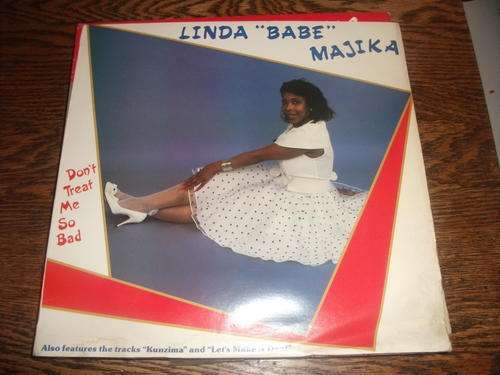 LINDA "BABE"
MAJIKA
Don't
Treat
Me
So
Bad
Also features the tracks "Kunzima" and "Let's Make a Deal"